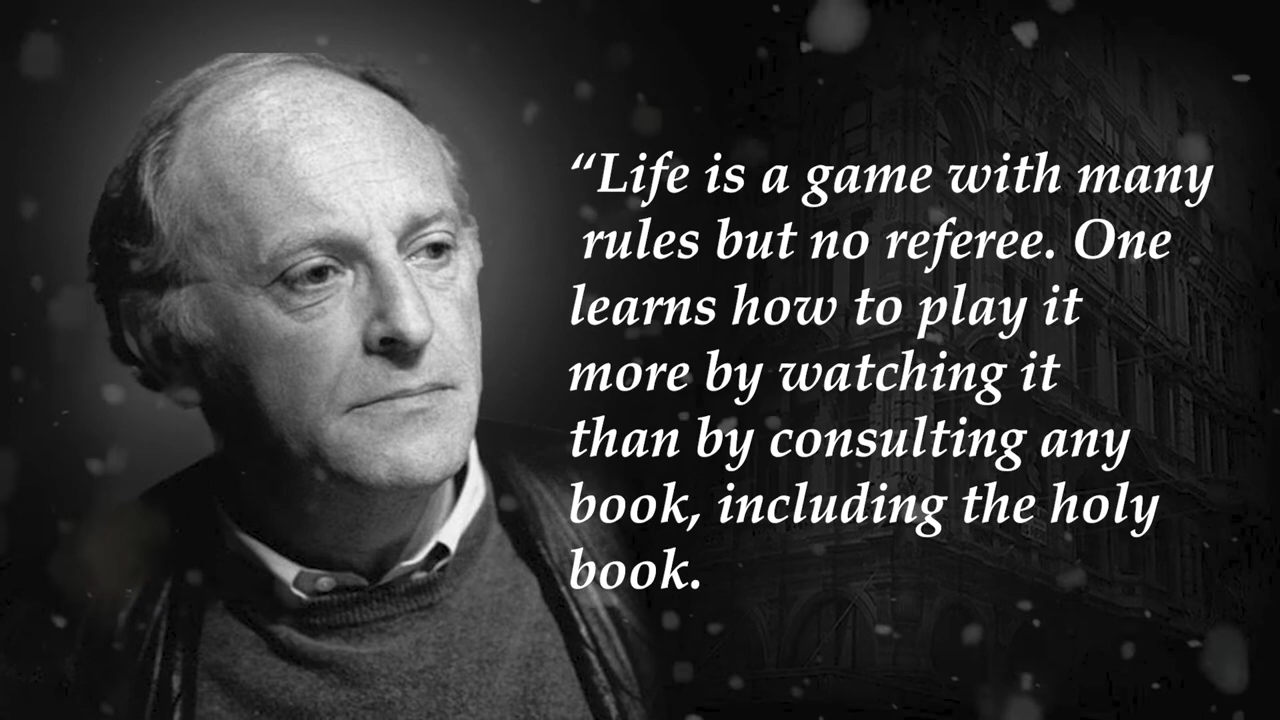 “Life is a game with many
rules but no referee. One
learns how to play it
more by watching it
than by consulting any
book, including the holy
book.